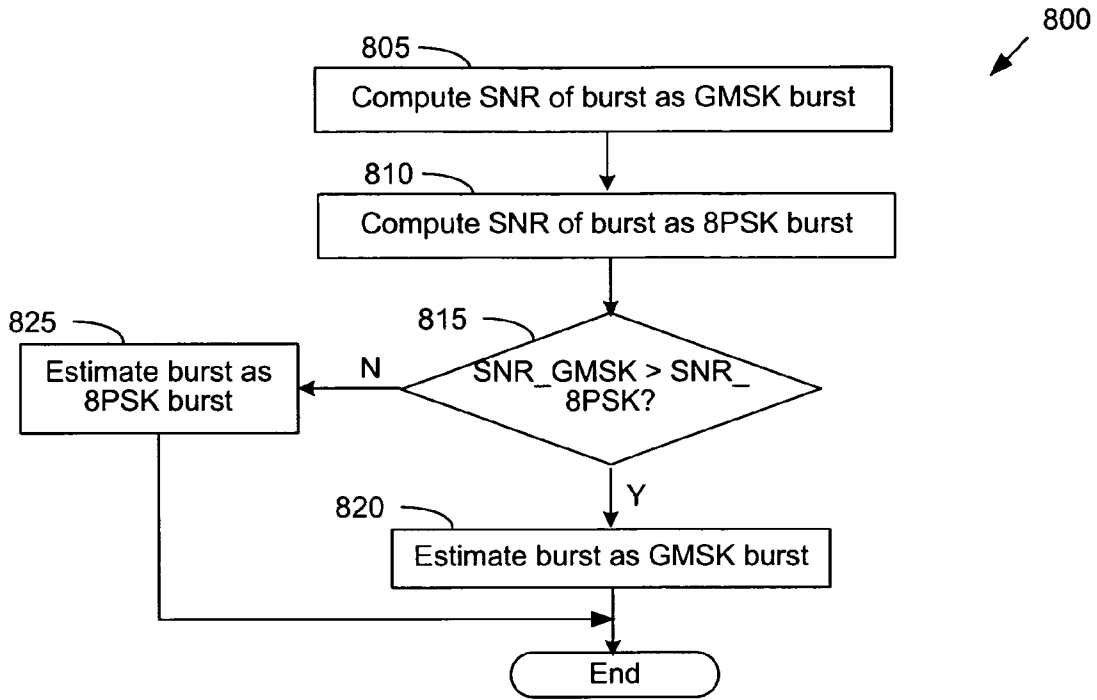 800
805
Compute SNR of burst as GMSK burst
810
Compute SNR of burst as 8PSK burst
815
SNR_GMSK > SNR_
8PSK?
N
825
Estimate burst as
8PSK burst
Y
820
Estimate burst as GMSK burst
End